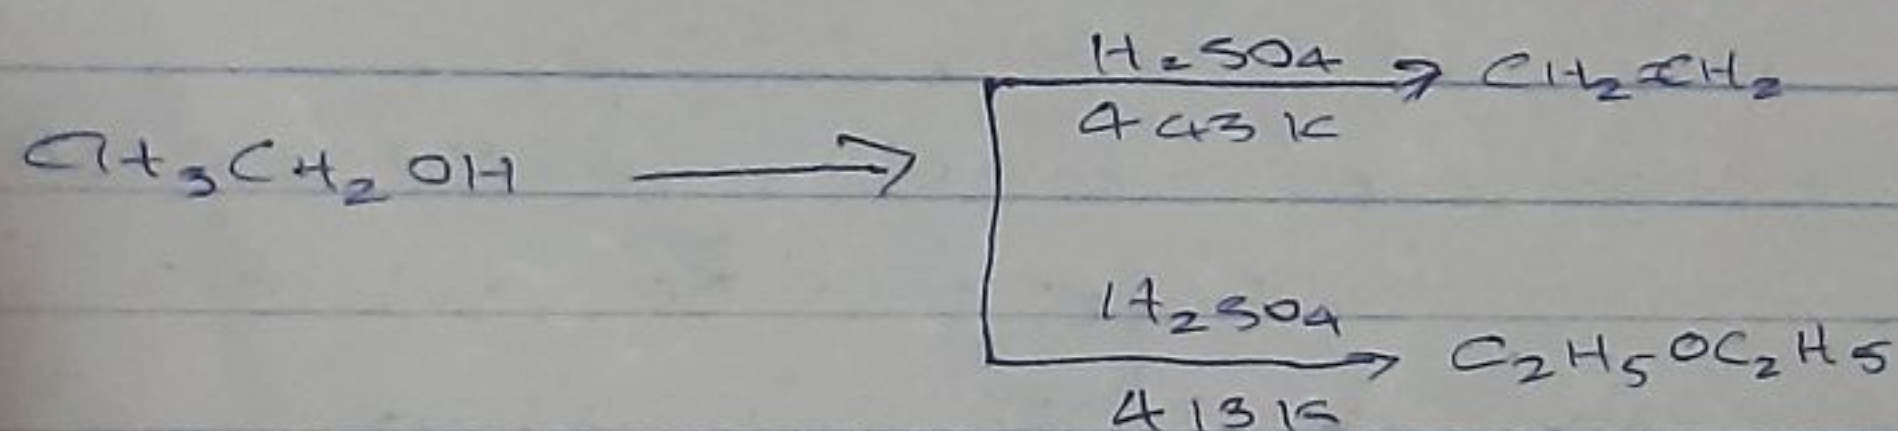 H₂SO₄ → CH₂=CH₂
443 K
CH₃CH₂OH →
H₂SO₄ → C₂H₅OC₂H₅
413 K